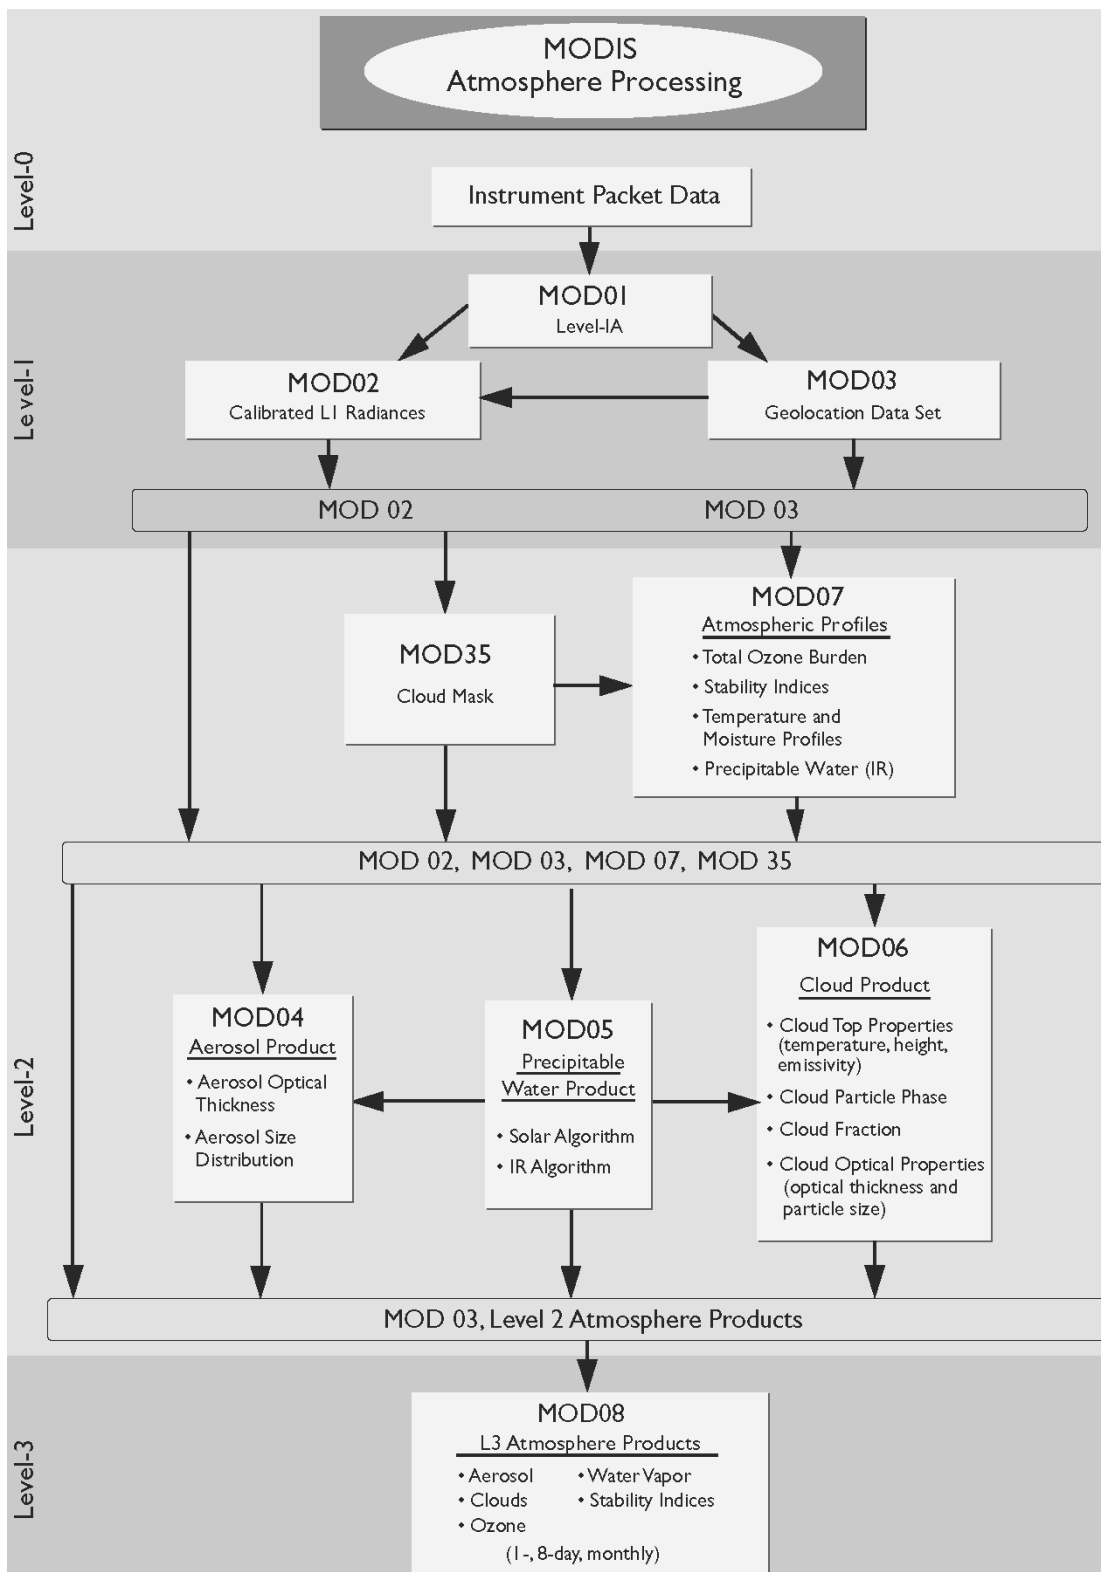 MODIS
Atmosphere Processing
Level-0
Instrument Packet Data
Level-1
MOD01
Level-1A
MOD02
Calibrated L1 Radiances
MOD03
Geolocation Data Set
MOD 02
MOD 03
Level-2
MOD35
Cloud Mask
MOD07
Atmospheric Profiles
• Total Ozone Burden
• Stability Indices
• Temperature and
Moisture Profiles
• Precipitable Water (IR)
MOD 02, MOD 03, MOD 07, MOD 35
MOD04
Aerosol Product
• Aerosol Optical
Thickness
• Aerosol Size
Distribution
MOD05
Precipitable
Water Product
• Solar Algorithm
• IR Algorithm
MOD06
Cloud Product
• Cloud Top Properties
(temperature, height,
emissivity)
• Cloud Particle Phase
• Cloud Fraction
• Cloud Optical Properties
(optical thickness and
particle size)
MOD 03, Level 2 Atmosphere Products
Level-3
MOD08
L3 Atmosphere Products
• Aerosol • Water Vapor
• Clouds • Stability Indices
• Ozone
(1-, 8-day, monthly)